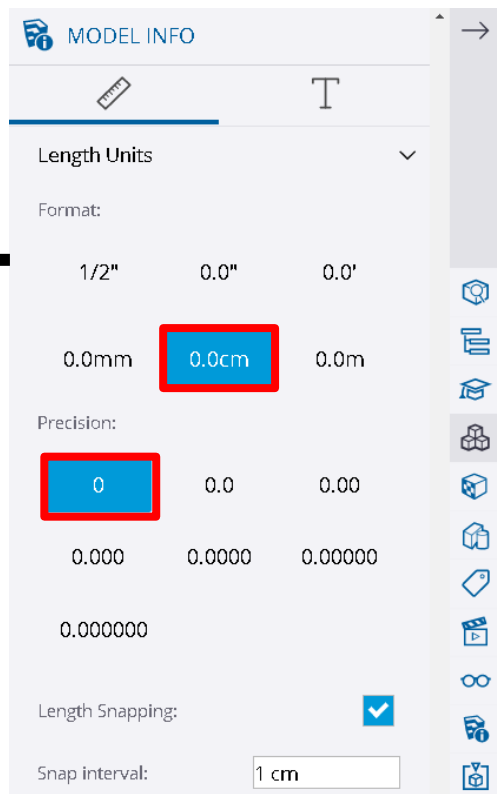 MODEL INFO
T
Length Units
Format:
1/2" 0.0" 0.0'
0.0mm 0.0cm 0.0m
Precision:
0 0.0 0.00
0.000 0.0000 0.00000
0.000000
Length Snapping:
Snap interval: 1 cm